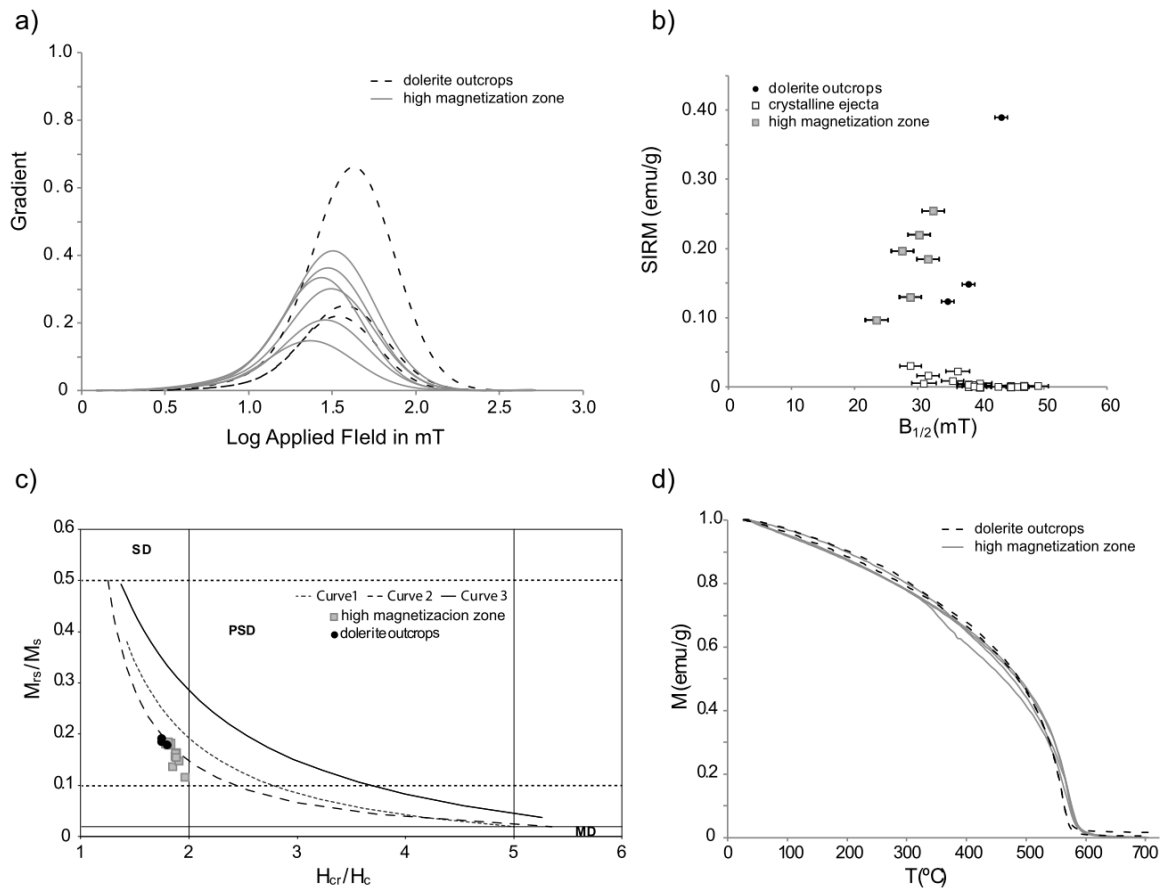 a)
1.0
0.8
0.6
0.4
0.2
0
Gradient
dolerite outcrops
high magnetization zone
0 0.5 1.0 1.5 2.0 2.5 3.0
Log Applied FIeld in mT
b)
0.40
0.30
0.20
0.10
0
SIRM (emu/g)
dolerite outcrops
crystalline ejecta
high magnetization zone
0 10 20 30 40 50 60
B1/2(mT)
c)
0.6
0.5
0.4
0.3
0.2
0.1
0
Mrs/Ms
SD
PSD
MD
Curve1 Curve 2 Curve 3
high magnetizacion zone
dolerite outcrops
1 2 3 4 5 6
Hcr/Hc
d)
1.0
0.8
0.6
0.4
0.2
0
M(emu/g)
dolerite outcrops
high magnetization zone
0 100 200 300 400 500 600 700
T(ºC)